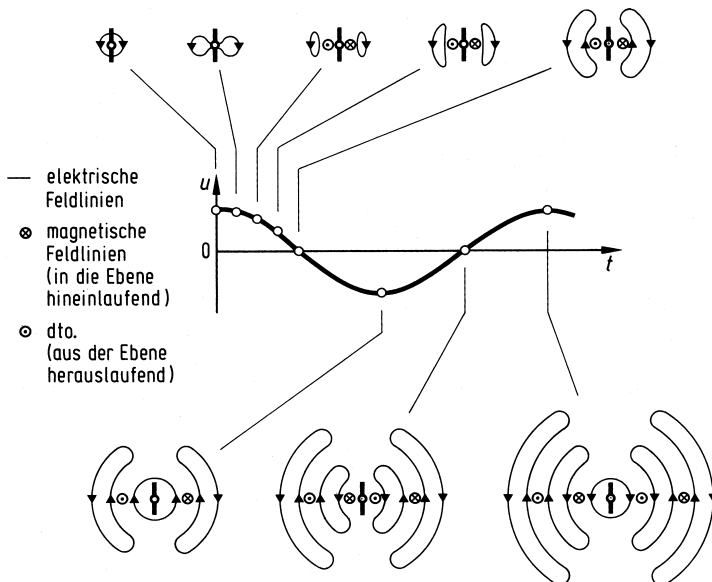 elektrische
Feldlinien
magnetische
Feldlinien
(in die Ebene
hineinlaufend)
dto.
(aus der Ebene
herauslaufend)
u
0
t